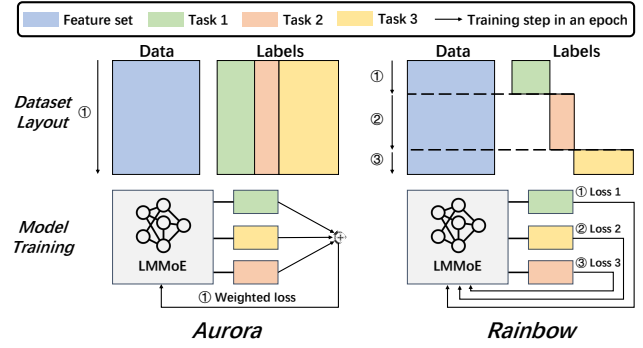 Feature set Task 1 Task 2 Task 3 Training step in an epoch
Data Labels Data Labels
Dataset
Layout
①
①
②
③
Model
Training
LMMoE
① Weighted loss
LMMoE
① Loss 1
② Loss 2
③ Loss 3
Aurora Rainbow